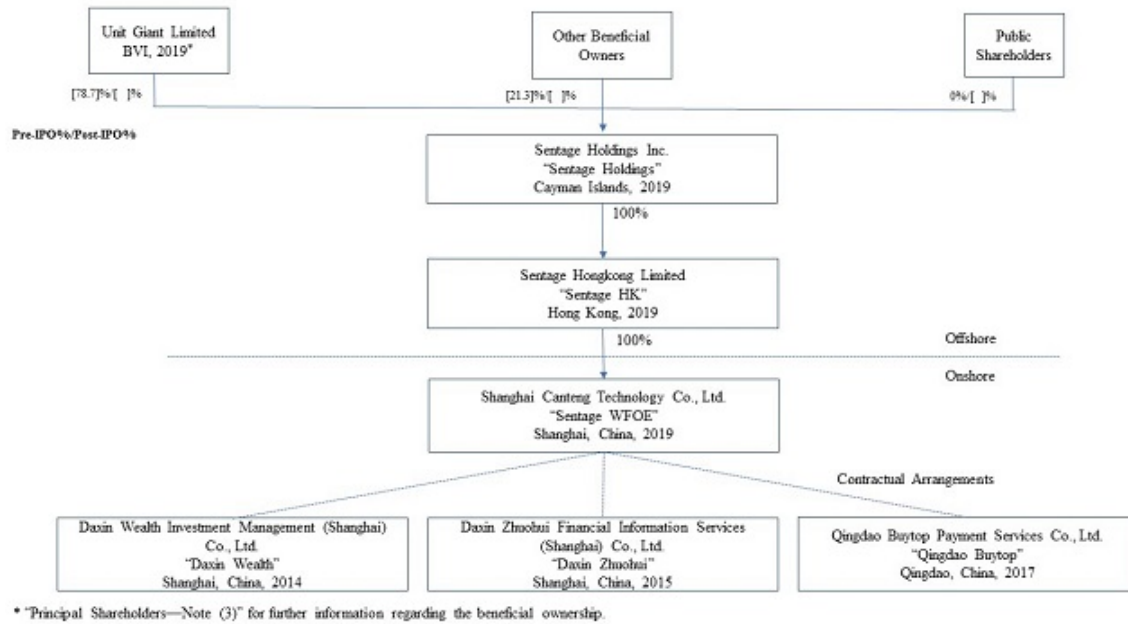 Unit Giant Limited
BVI, 2019*
Other Beneficial
Owners
Public
Shareholders
[78.7]%/[ ]%
[21.3]%/[ ]%
0%/[ ]%
Pre-IPO%/Post-IPO%
Sentage Holdings Inc.
“Sentage Holdings”
Cayman Islands, 2019
100%
Sentage Hongkong Limited
“Sentage HK”
Hong Kong, 2019
100%
Offshore
Onshore
Shanghai Canteng Technology Co., Ltd.
“Sentage WFOE”
Shanghai, China, 2019
Contractual Arrangements
Daxin Wealth Investment Management (Shanghai)
Co., Ltd.
“Daxin Wealth”
Shanghai, China, 2014
Daxin Zhuohui Financial Information Services
(Shanghai) Co., Ltd.
“Daxin Zhuohui”
Shanghai, China, 2015
Qingdao Buytop Payment Services Co., Ltd.
“Qingdao Buytop”
Qingdao, China, 2017
* “Principal Shareholders—Note (3)” for further information regarding the beneficial ownership.